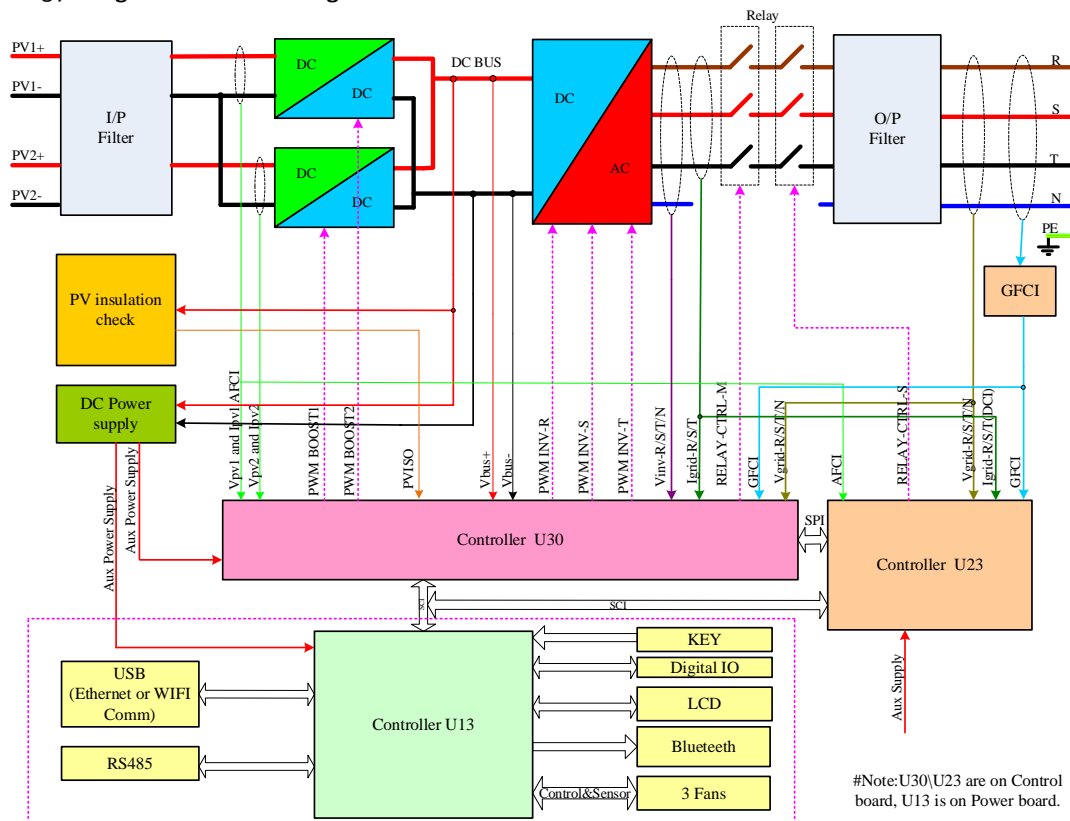 Relay
PV1+
PV1-
PV2+
PV2-
I/P
Filter
DC
DC
DC
DC
DC BUS
DC
AC
O/P
Filter
R
S
T
N
PE
GFCI
PV insulation
check
DC Power
supply
Aux Power Supply
Aux Power Supply
Vpv1 and Ipv1
AFCI
Vpv2 and Ipv2
PWM BOOST1
PWM BOOST2
PVISO
Vbus+
Vbus-
PWM INV-R
PWM INV-S
PWM INV-T
Vinv-R/S/T/N
Igrid-R/S/T
RELAY-CTRL-M
GFCI
Vgrid-R/S/T/N
AFCI
RELAY-CTRL-S
Vgrid-R/S/T/N
Igrid-R/S/T(DCI)
GFCI
Controller U30
SPI
Controller U23
SCI
SCI
Aux Supply
USB
(Ethernet or WIFI
Comm)
RS485
Controller U13
KEY
Digital IO
LCD
Blueteeth
Control&Sensor
3 Fans
#Note:U30\U23 are on Control
board, U13 is on Power board.